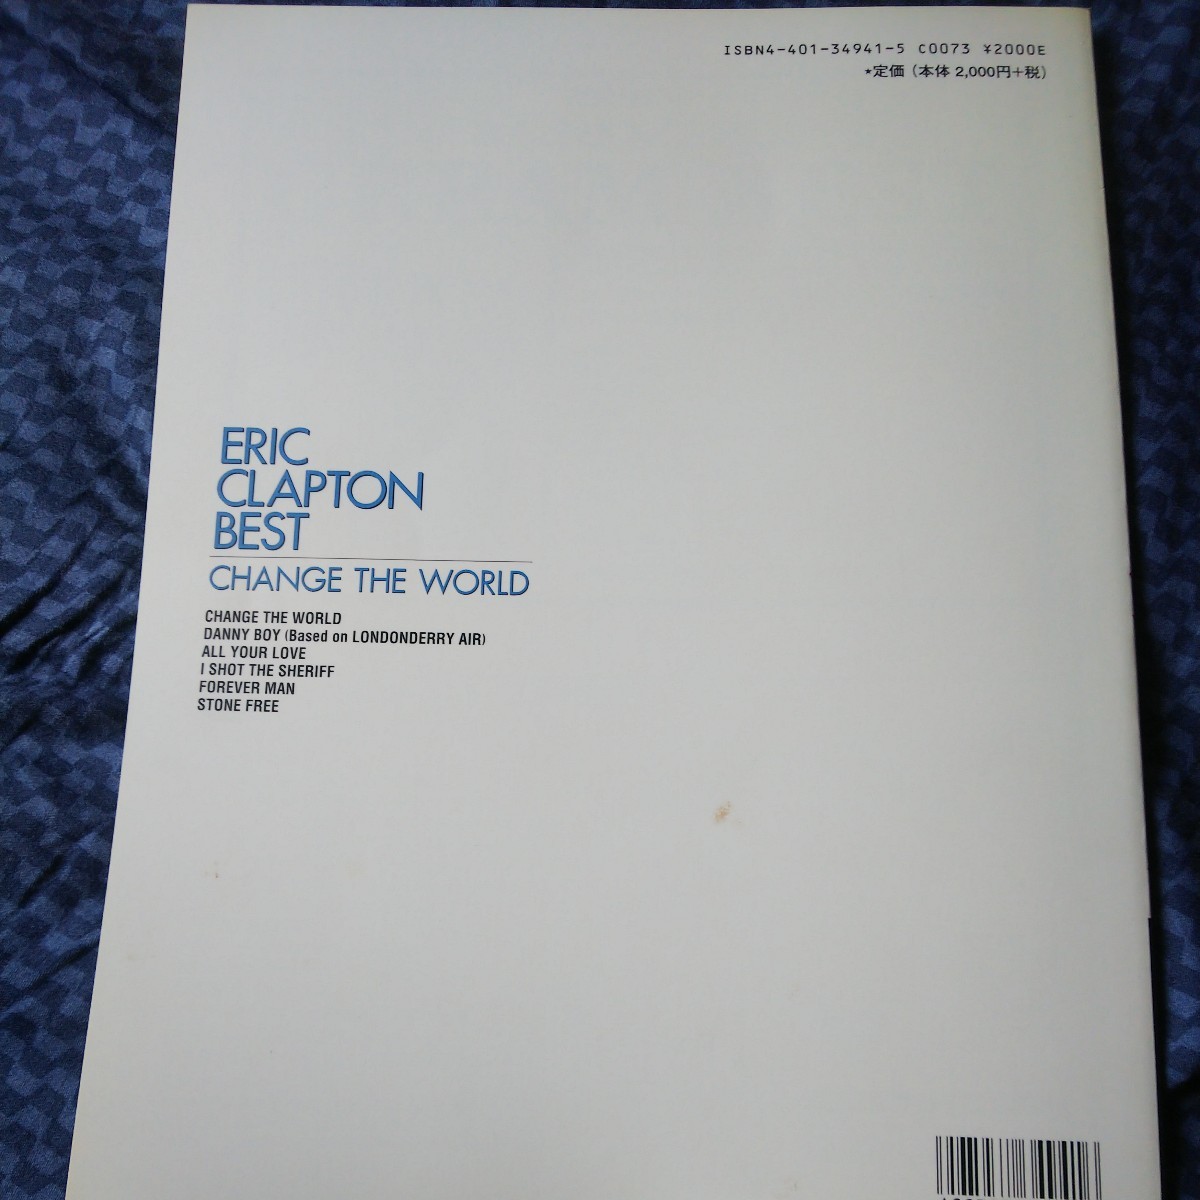 ISBN4-401-34941-5 C0073 ¥2000E
★定価（本体 2,000円+税）
ERIC
CLAPTON
BEST
CHANGE THE WORLD
CHANGE THE WORLD
DANNY BOY (Based on LONDONDERRY AIR)
ALL YOUR LOVE
I SHOT THE SHERIFF
FOREVER MAN
STONE FREE